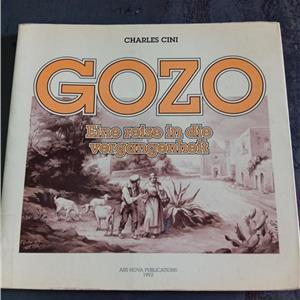 CHARLES CINI
GOZO
Eine reise in die
vergangenheit
ARS NOVA PUBLICATIONS
1992